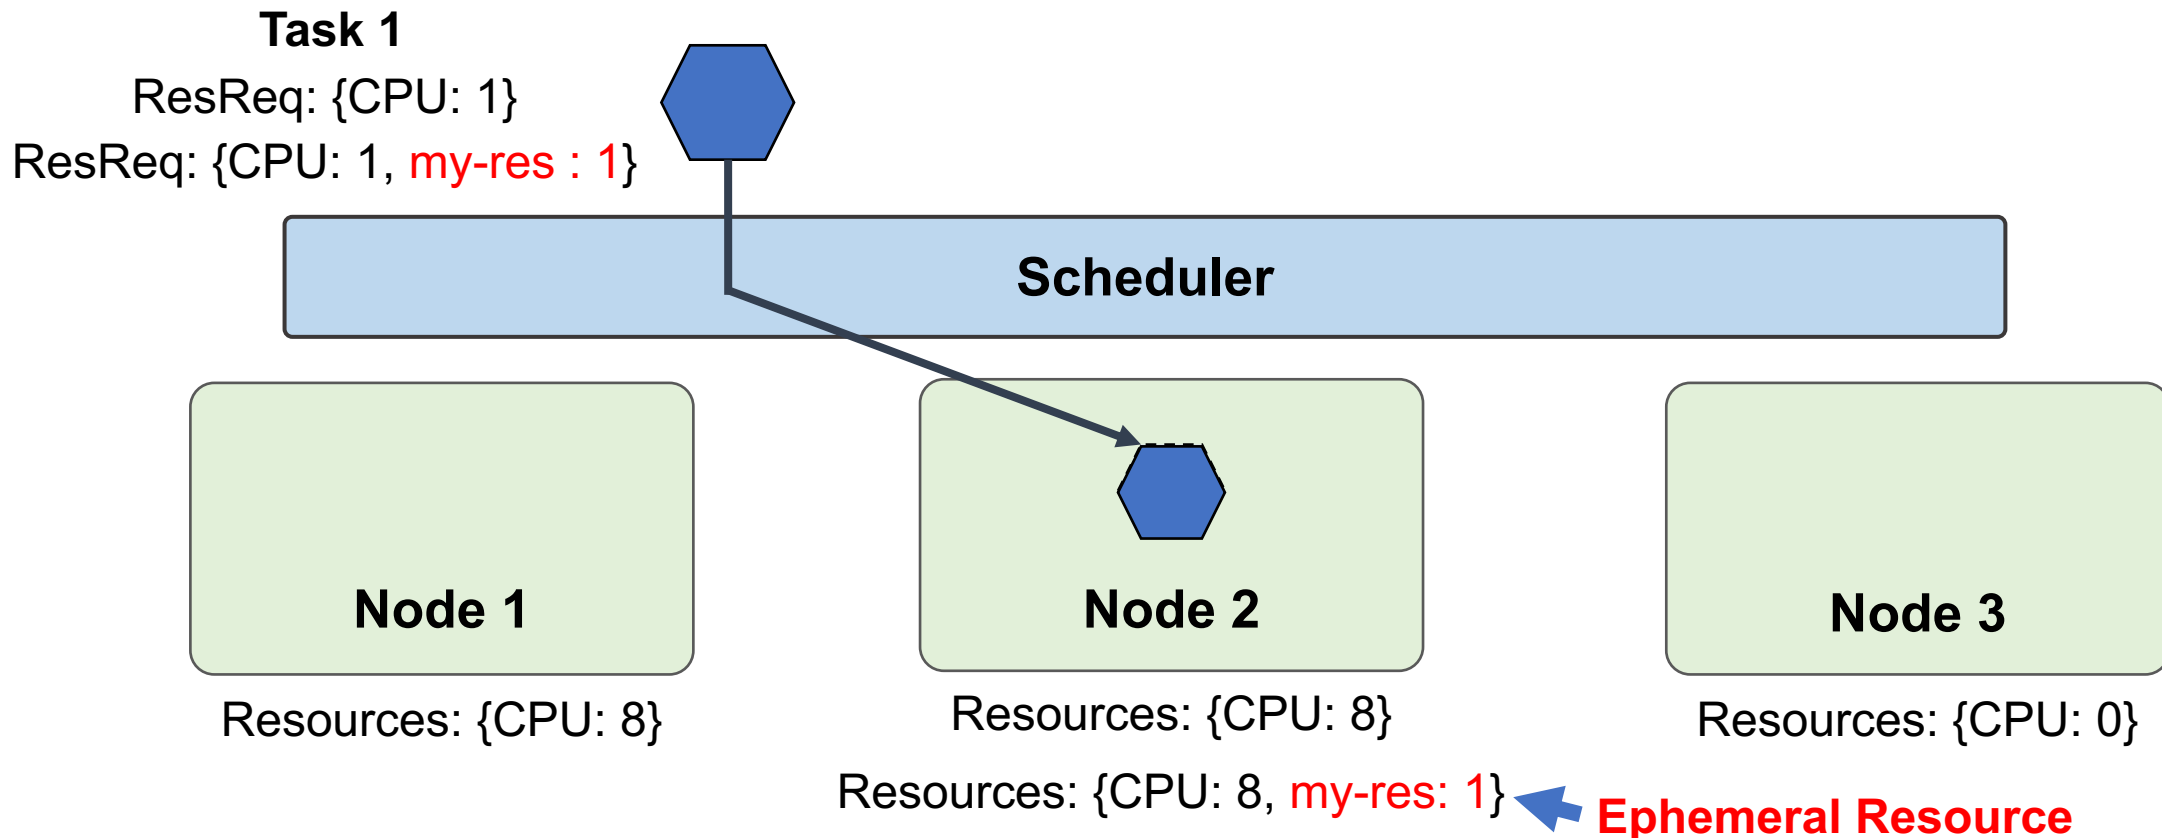 Task 1
ResReq: {CPU: 1}
ResReq: {CPU: 1, my-res : 1}
Scheduler
Node 1
Node 2
Node 3
Resources: {CPU: 8}
Resources: {CPU: 8}
Resources: {CPU: 0}
Resources: {CPU: 8, my-res: 1}
Ephemeral Resource